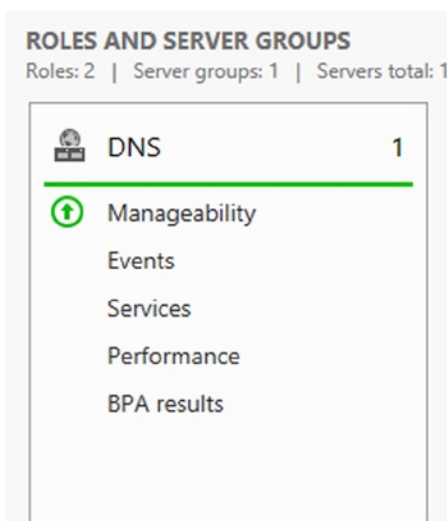 ROLES AND SERVER GROUPS
Roles: 2 | Server groups: 1 | Servers total: 1
DNS 1
Manageability
Events
Services
Performance
BPA results